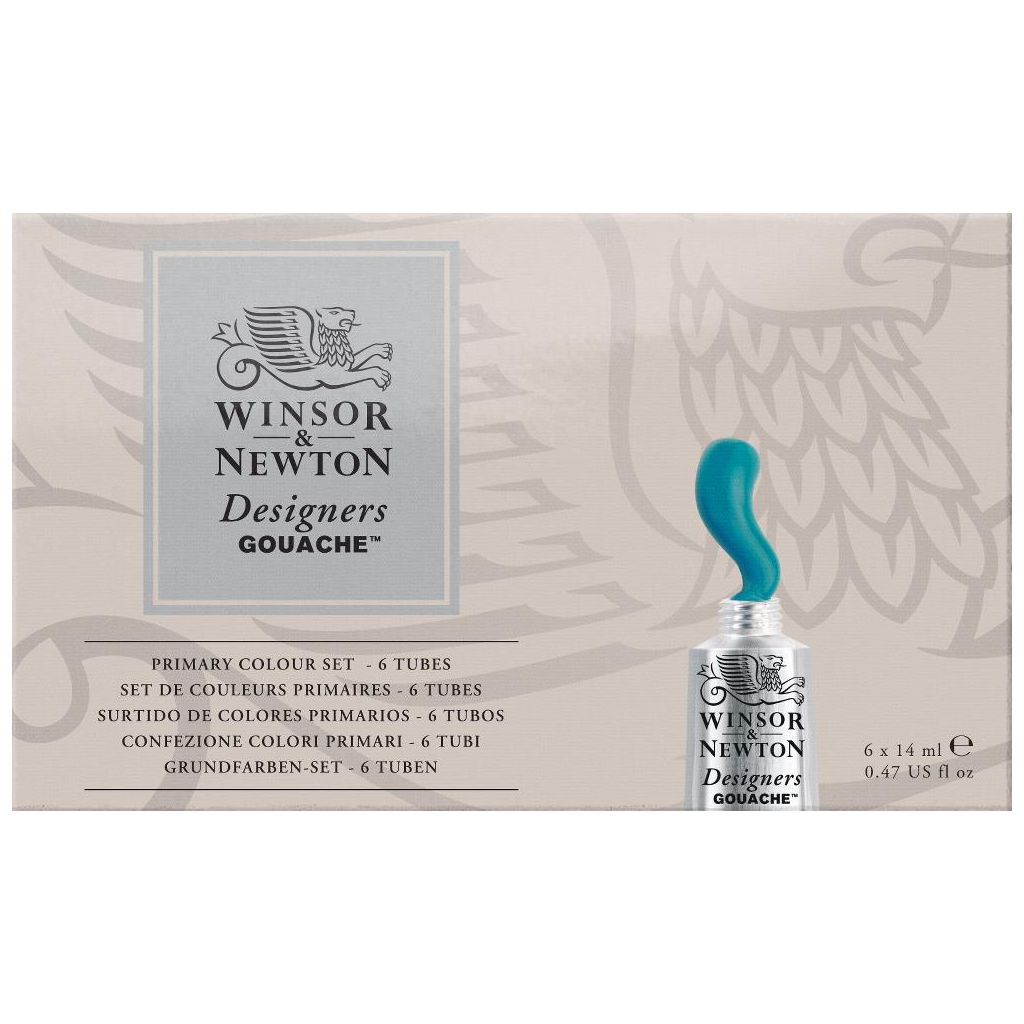 WINSOR
&
NEWTON
Designers
GOUACHE™
PRIMARY COLOUR SET - 6 TUBES
SET DE COULEURS PRIMAIRES - 6 TUBES
SURTIDO DE COLORES PRIMARIOS - 6 TUBOS
CONFEZIONE COLORI PRIMARI - 6 TUBI
GRUNDFARBEN-SET - 6 TUBEN
WINSOR
&
NEWTON
Designers
GOUACHE™
6 x 14 ml ℮
0.47 US fl oz